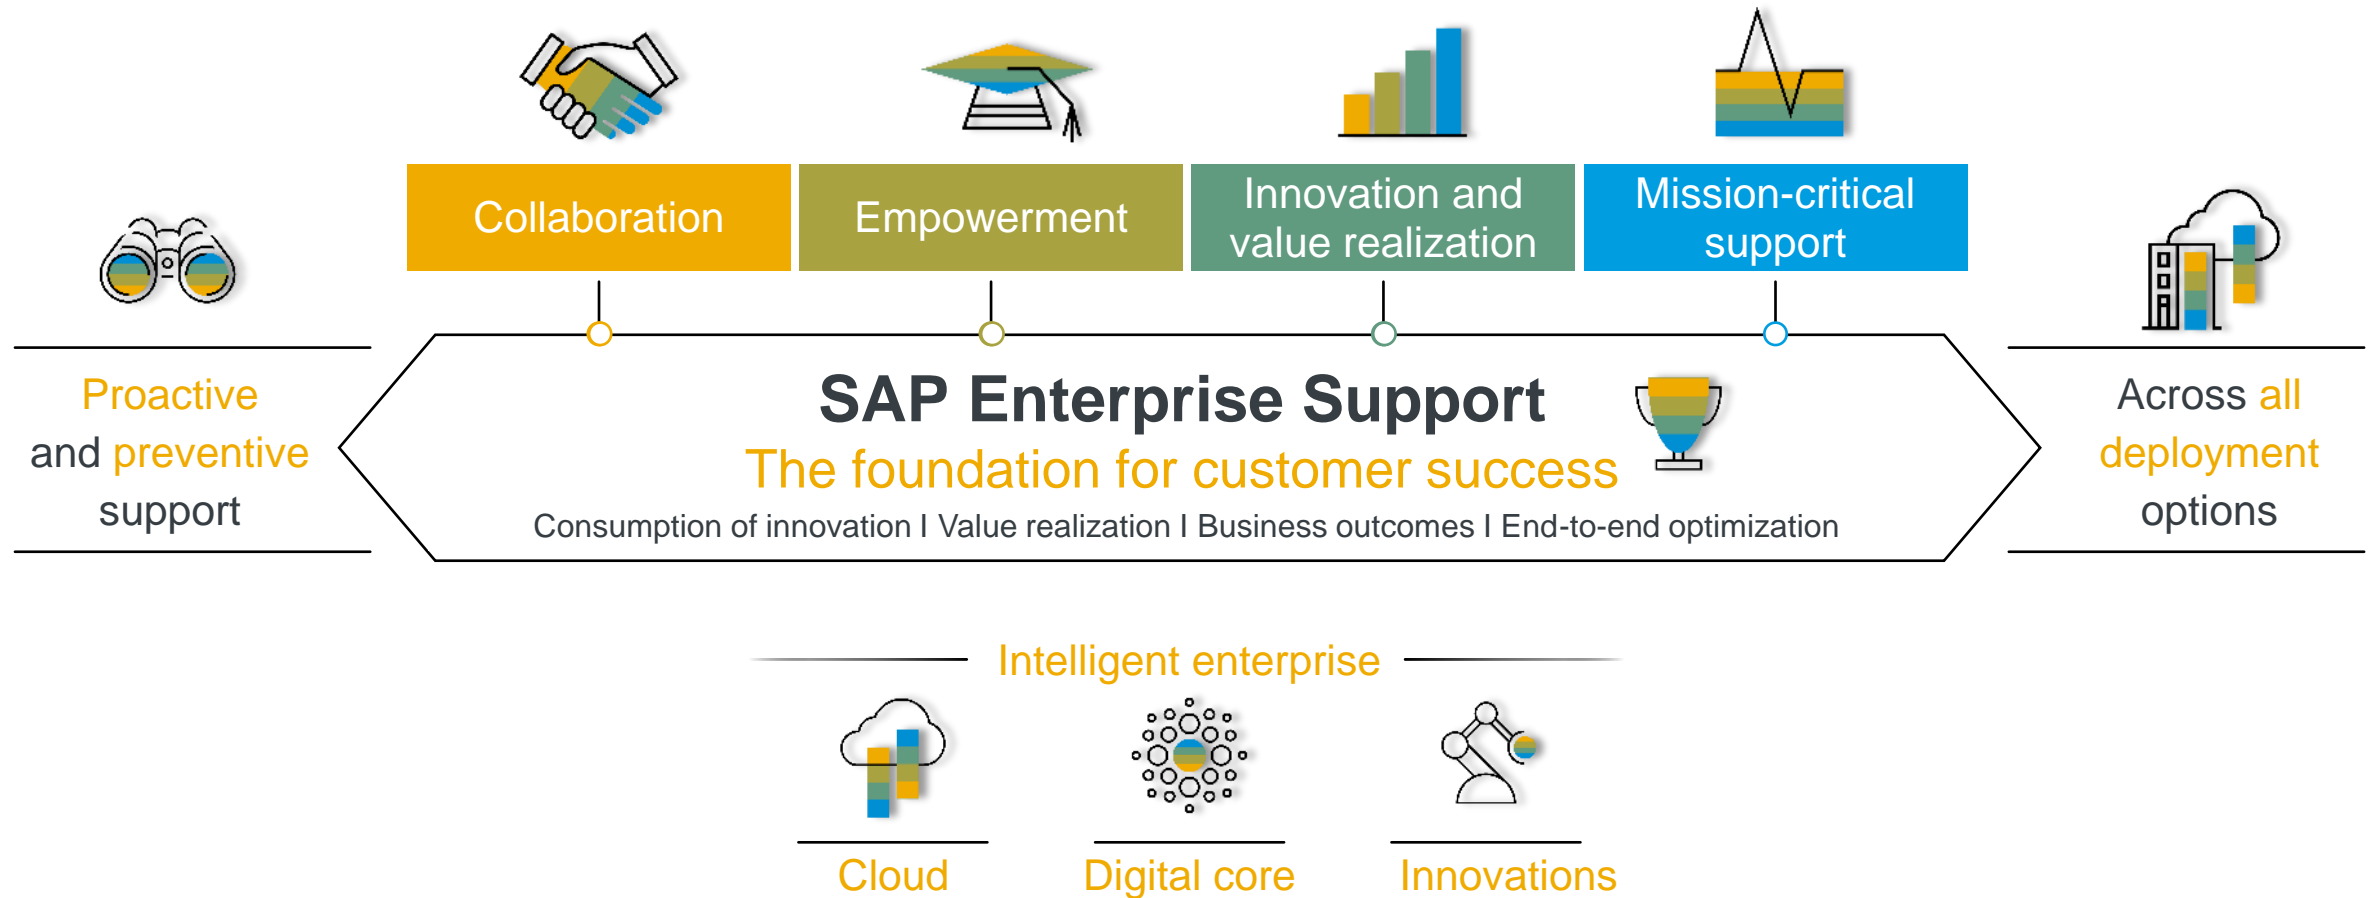 Collaboration
Empowerment
Innovation and
value realization
Mission-critical
support
Proactive
and preventive
support
SAP Enterprise Support
The foundation for customer success
Consumption of innovation I Value realization I Business outcomes I End-to-end optimization
Across all
deployment
options
Intelligent enterprise
Cloud
Digital core
Innovations